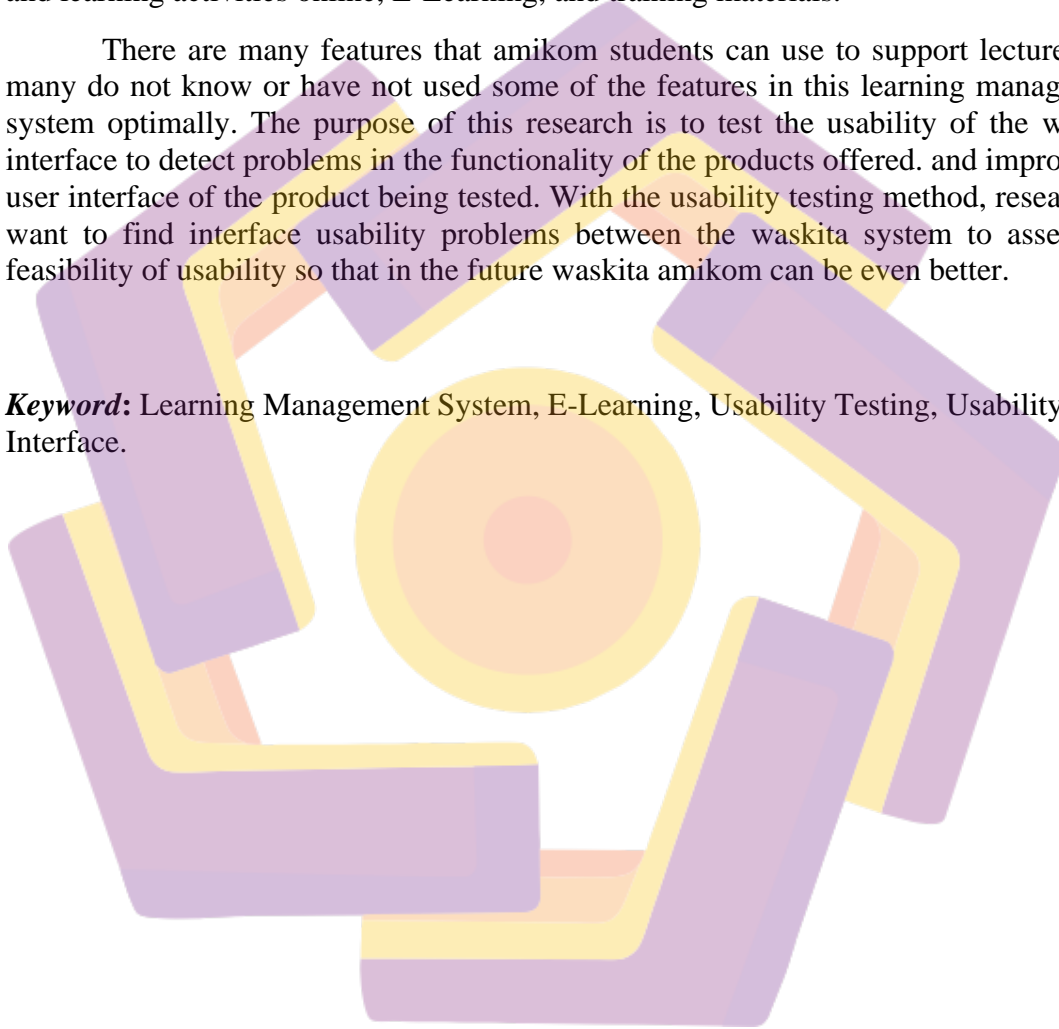 and learning activities online, E-Learning, and training materials.
There are many features that amikom students can use to support lecture
many do not know or have not used some of the features in this learning manag
system optimally. The purpose of this research is to test the usability of the w
interface to detect problems in the functionality of the products offered. and impro
user interface of the product being tested. With the usability testing method, resea
want to find interface usability problems between the waskita system to asse
feasibility of usability so that in the future waskita amikom can be even better.
Keyword: Learning Management System, E-Learning, Usability Testing, Usability
Interface.